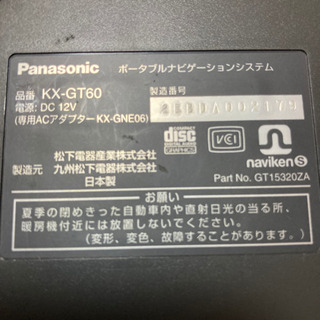 Panasonic ポータブルナビゲーションシステム
品番 KX-GT60 製造番号
電源: DC 12V
(専用ACアダプター KX-GNE06)
COMPACT
disc
DIGITAL AUDIO
GRAPHICS
VCCI
naviken S
松下電器産業株式会社
製造元 九州松下電器株式会社
日本製
Part No. GT15320ZA
お願い
夏季の閉めきった自動車内や直射日光の当る所、
暖房機付近には放置しないでください。
(変形、変色、故障することがあります。)